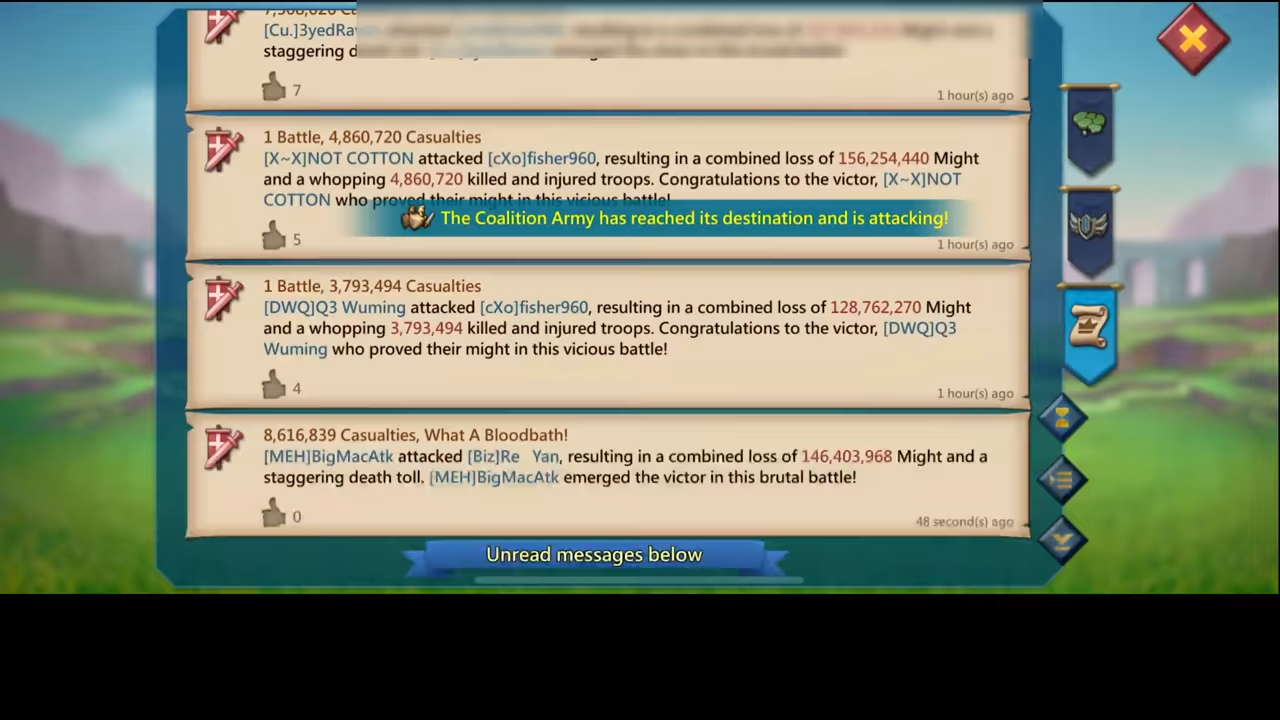 [Cu.]3yedRa
staggering d
7
1 hour(s) ago
1 Battle, 4,860,720 Casualties
[X~X]NOT COTTON attacked [cXo]fisher960, resulting in a combined loss of 156,254,440 Might
and a whopping 4,860,720 killed and injured troops. Congratulations to the victor, [X~X]NOT
COTTON who proved their might in this vicious battle!
The Coalition Army has reached its destination and is attacking!
5
1 hour(s) ago
1 Battle, 3,793,494 Casualties
[DWQ]Q3 Wuming attacked [cXo]fisher960, resulting in a combined loss of 128,762,270 Might
and a whopping 3,793,494 killed and injured troops. Congratulations to the victor, [DWQ]Q3
Wuming who proved their might in this vicious battle!
4
1 hour(s) ago
8,616,839 Casualties, What A Bloodbath!
[MEH]BigMacAtk attacked [Biz]Re Yan, resulting in a combined loss of 146,403,968 Might and a
staggering death toll. [MEH]BigMacAtk emerged the victor in this brutal battle!
0
48 second(s) ago
Unread messages below